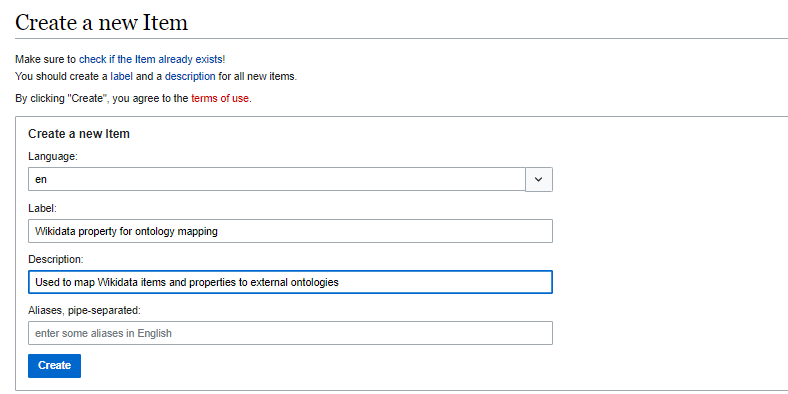 Create a new Item
Make sure to check if the Item already exists!
You should create a label and a description for all new items.
By clicking "Create", you agree to the terms of use.
Create a new Item
Language:
en
Label:
Wikidata property for ontology mapping
Description:
Used to map Wikidata items and properties to external ontologies
Aliases, pipe-separated:
enter some aliases in English
Create